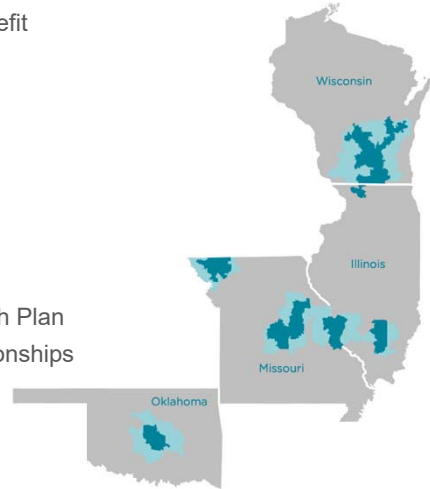 efit
Wisconsin
Illinois
h Plan
onships
Missouri
Oklahoma